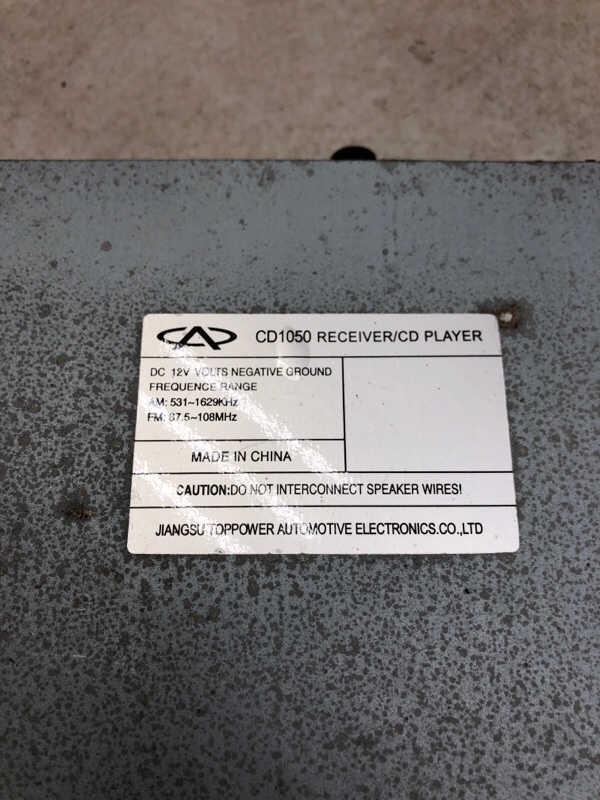 CD1050 RECEIVER/CD PLAYER
DC 12V VOLTS NEGATIVE GROUND
FREQUENCE RANGE
AM: 531~1629KHz
FM: 87.5~108MHz
MADE IN CHINA
CAUTION:DO NOT INTERCONNECT SPEAKER WIRES!
JIANGSU TOPPOWER AUTOMOTIVE ELECTRONICS.CO.,LTD